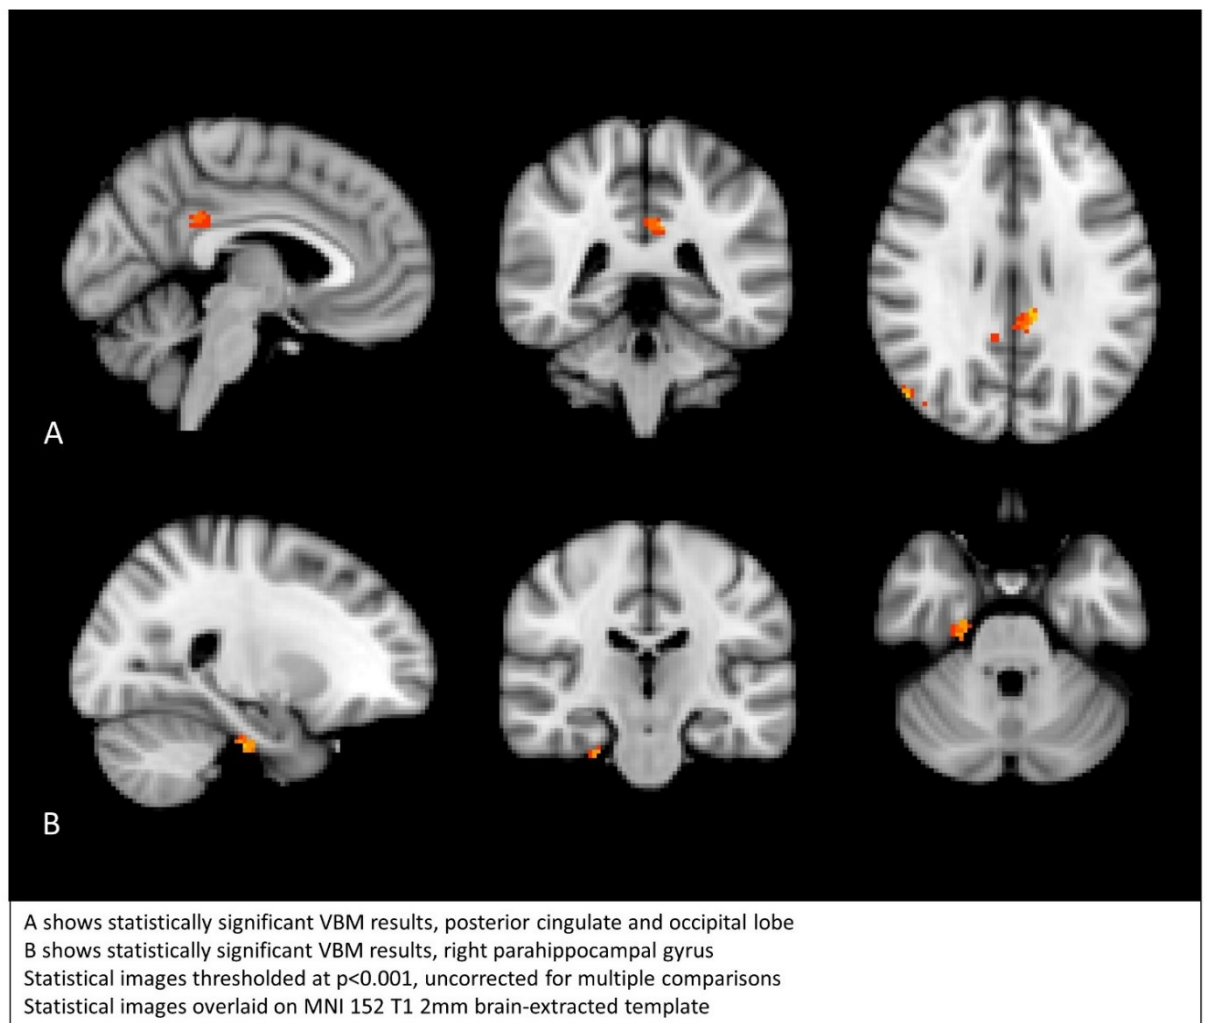 A
B
A shows statistically significant VBM results, posterior cingulate and occipital lobe
B shows statistically significant VBM results, right parahippocampal gyrus
Statistical images thresholded at p<0.001, uncorrected for multiple comparisons
Statistical images overlaid on MNI 152 T1 2mm brain-extracted template